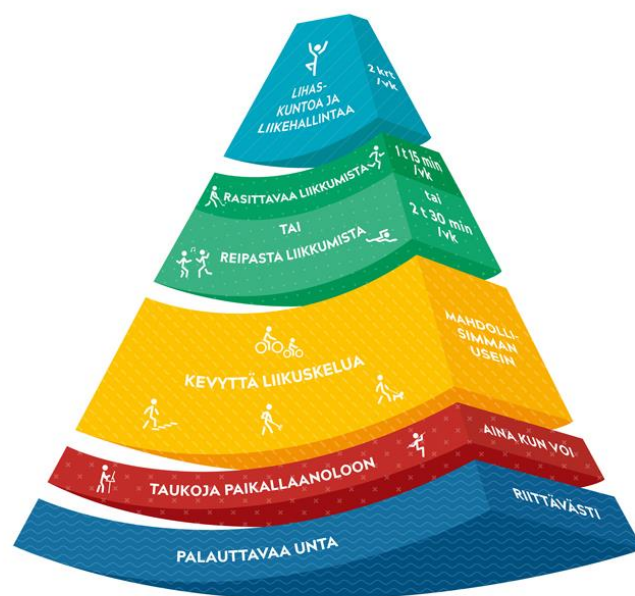 LIHAS-
KUNTOA JA
LIIKEHALLINTAA
2 krt
/vk
RASITTAVAA LIIKKUMISTA
1 t 15 min
/vk
TAI
REIPASTA LIIKKUMISTA
tai
2 t 30 min
/vk
KEVYTTÄ LIIKUSKELUA
MAHDOLLI-
SIMMAN
USEIN
TAUKOJA PAIKALLAANOLOON
AINA KUN VOI
PALAUTTAVAA UNTA
RIITTÄVÄSTI